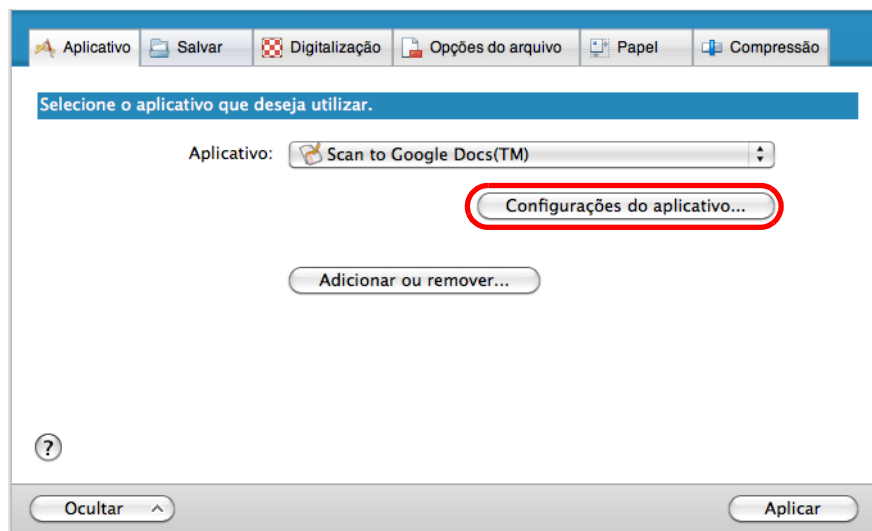 Aplicativo Salvar Digitalização Opções do arquivo Papel Compressão
Selecione o aplicativo que deseja utilizar.
Aplicativo: Scan to Google Docs(TM)
Configurações do aplicativo...
Adicionar ou remover...
?
Ocultar Aplicar